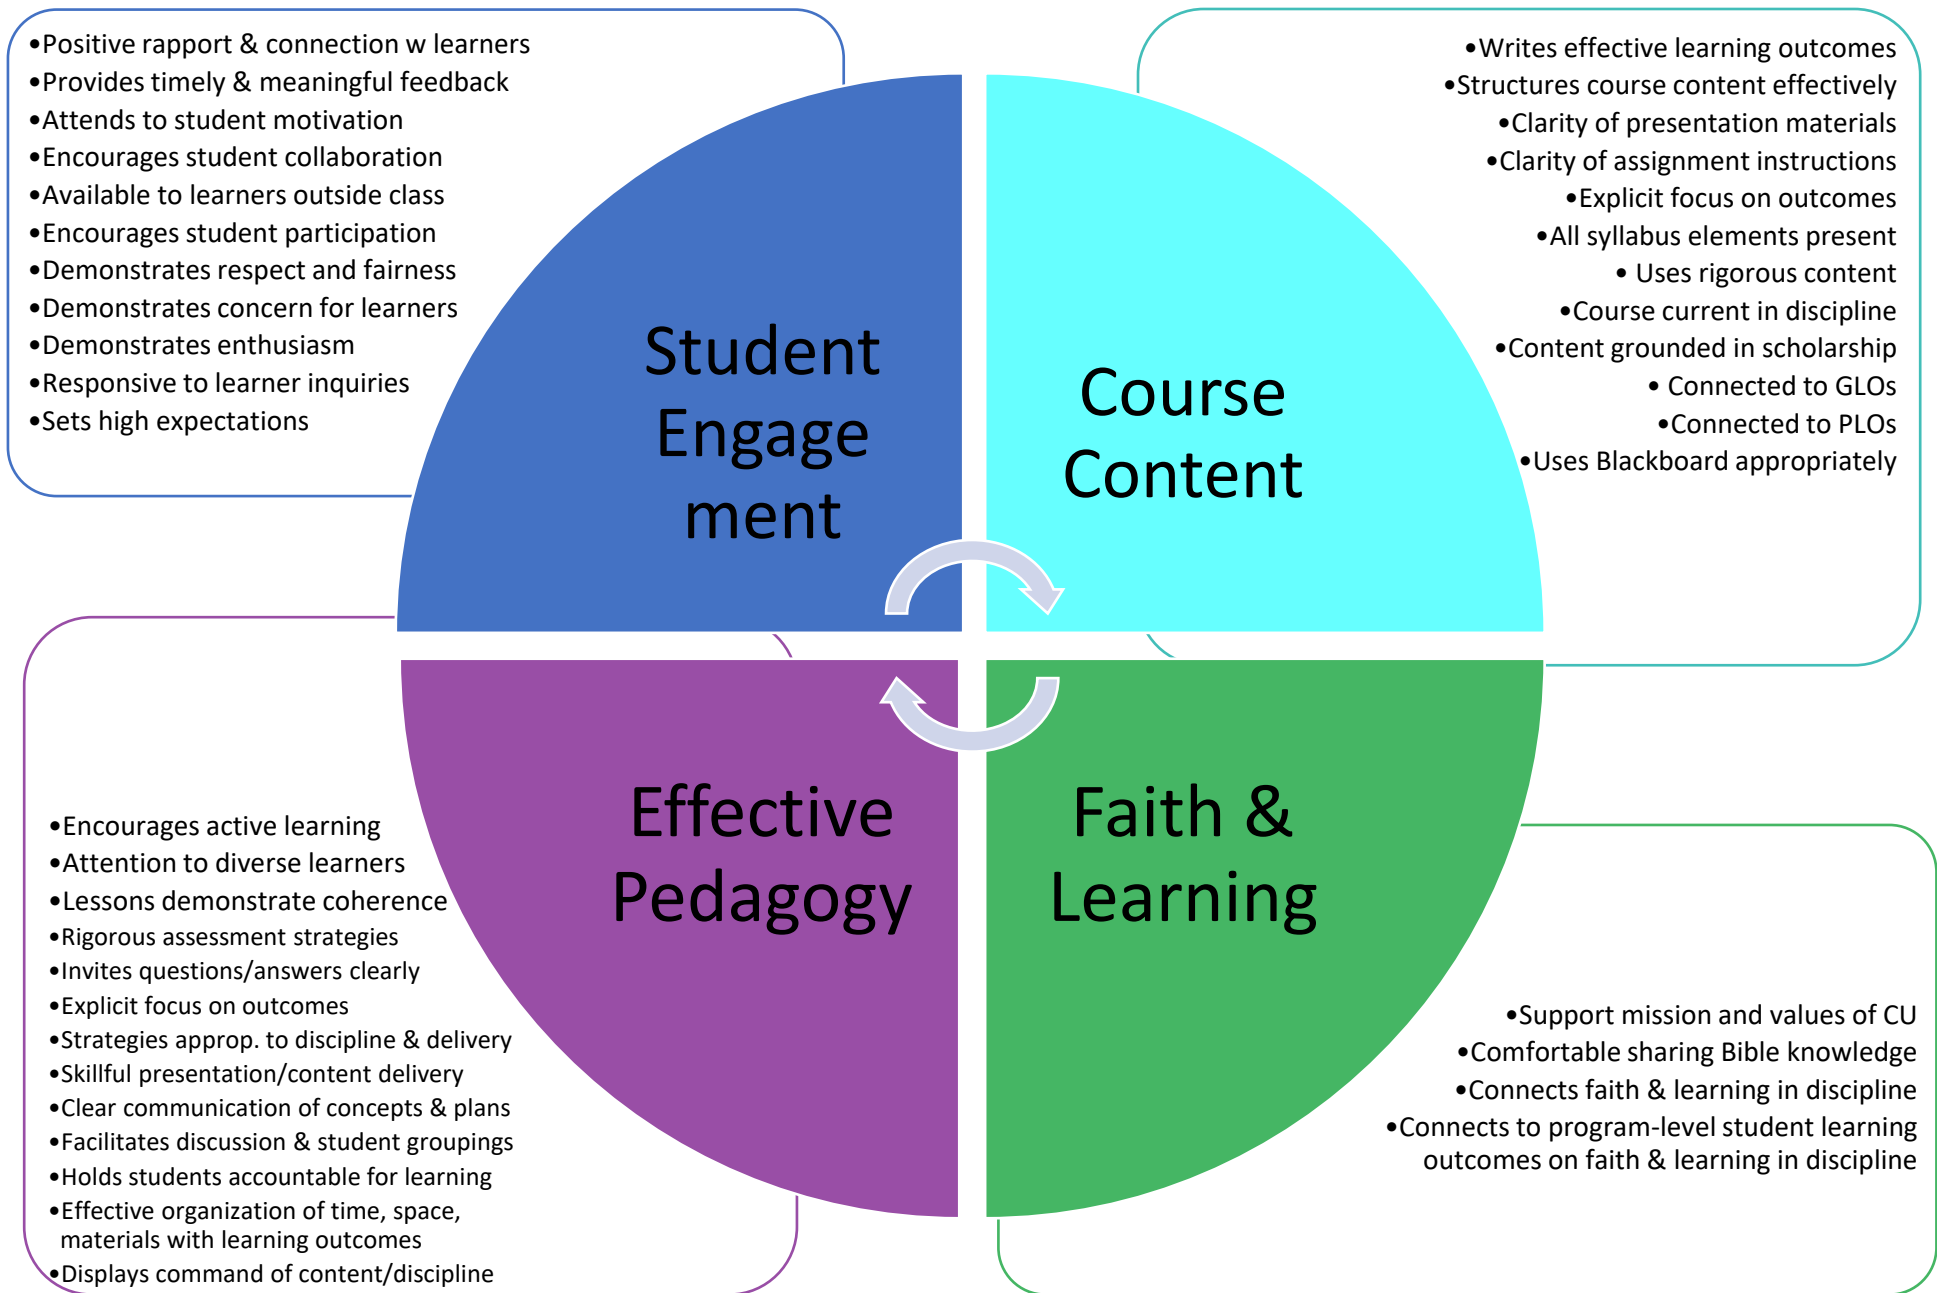 •Positive rapport & connection w learners
•Provides timely & meaningful feedback
•Attends to student motivation
•Encourages student collaboration
•Available to learners outside class
•Encourages student participation
•Demonstrates respect and fairness
•Demonstrates concern for learners
•Demonstrates enthusiasm
•Responsive to learner inquiries
•Sets high expectations
Student
Engage
ment
•Writes effective learning outcomes
•Structures course content effectively
•Clarity of presentation materials
•Clarity of assignment instructions
•Explicit focus on outcomes
•All syllabus elements present
• Uses rigorous content
•Course current in discipline
•Content grounded in scholarship
• Connected to GLOs
•Connected to PLOs
•Uses Blackboard appropriately
Course
Content
•Encourages active learning
•Attention to diverse learners
•Lessons demonstrate coherence
•Rigorous assessment strategies
•Invites questions/answers clearly
•Explicit focus on outcomes
•Strategies approp. to discipline & delivery
•Skillful presentation/content delivery
•Clear communication of concepts & plans
•Facilitates discussion & student groupings
•Holds students accountable for learning
•Effective organization of time, space,
materials with learning outcomes
•Displays command of content/discipline
Effective
Pedagogy
Faith &
Learning
•Support mission and values of CU
•Comfortable sharing Bible knowledge
•Connects faith & learning in discipline
•Connects to program-level student learning
outcomes on faith & learning in discipline